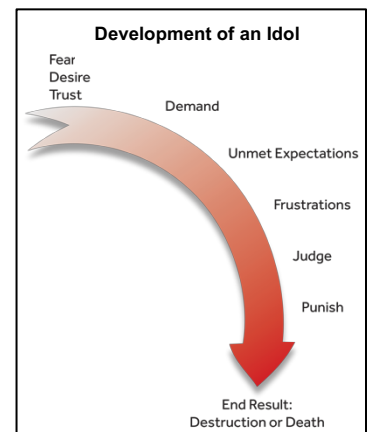 Development of an Idol
Fear
Desire
Trust
Demand
Unmet Expectations
Frustrations
Judge
Punish
End Result:
Destruction or Death